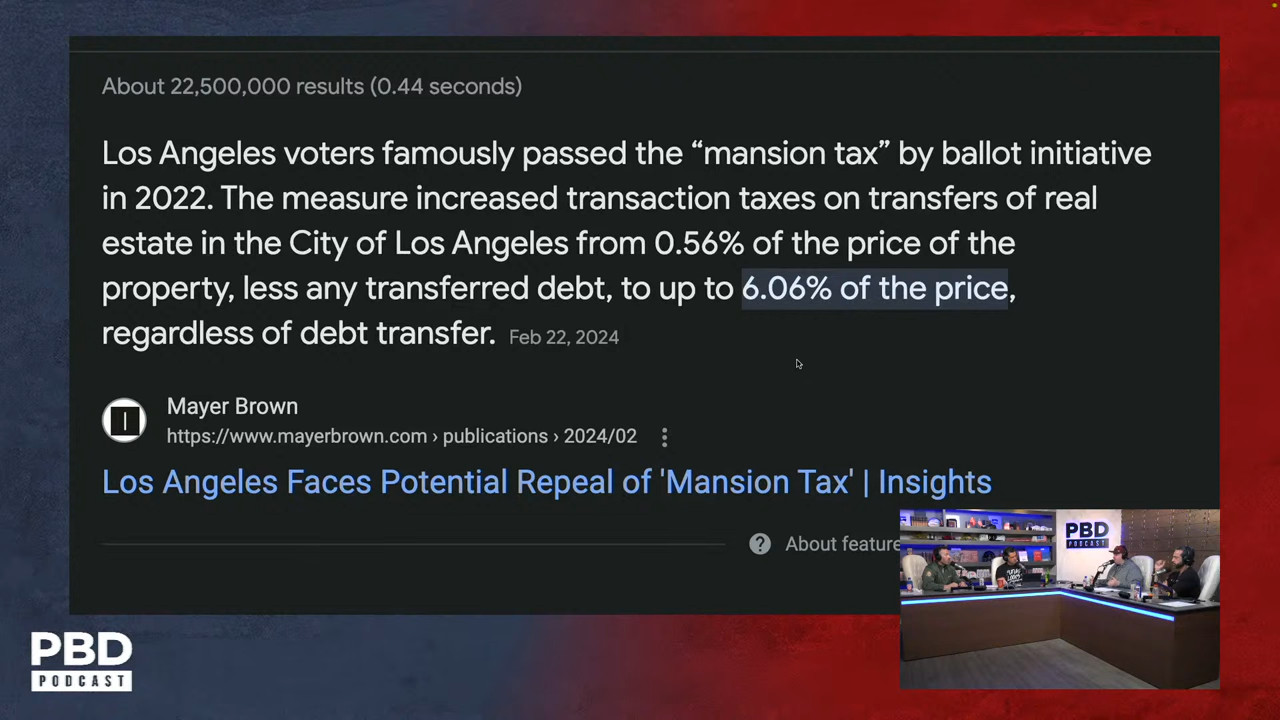 About 22,500,000 results (0.44 seconds)
Los Angeles voters famously passed the “mansion tax” by ballot initiative
in 2022. The measure increased transaction taxes on transfers of real
estate in the City of Los Angeles from 0.56% of the price of the
property, less any transferred debt, to up to 6.06% of the price,
regardless of debt transfer. Feb 22, 2024
Mayer Brown
https://www.mayerbrown.com › publications › 2024/02
Los Angeles Faces Potential Repeal of 'Mansion Tax' | Insights
About feature
PBD
PODCAST
PBD
PODCAST